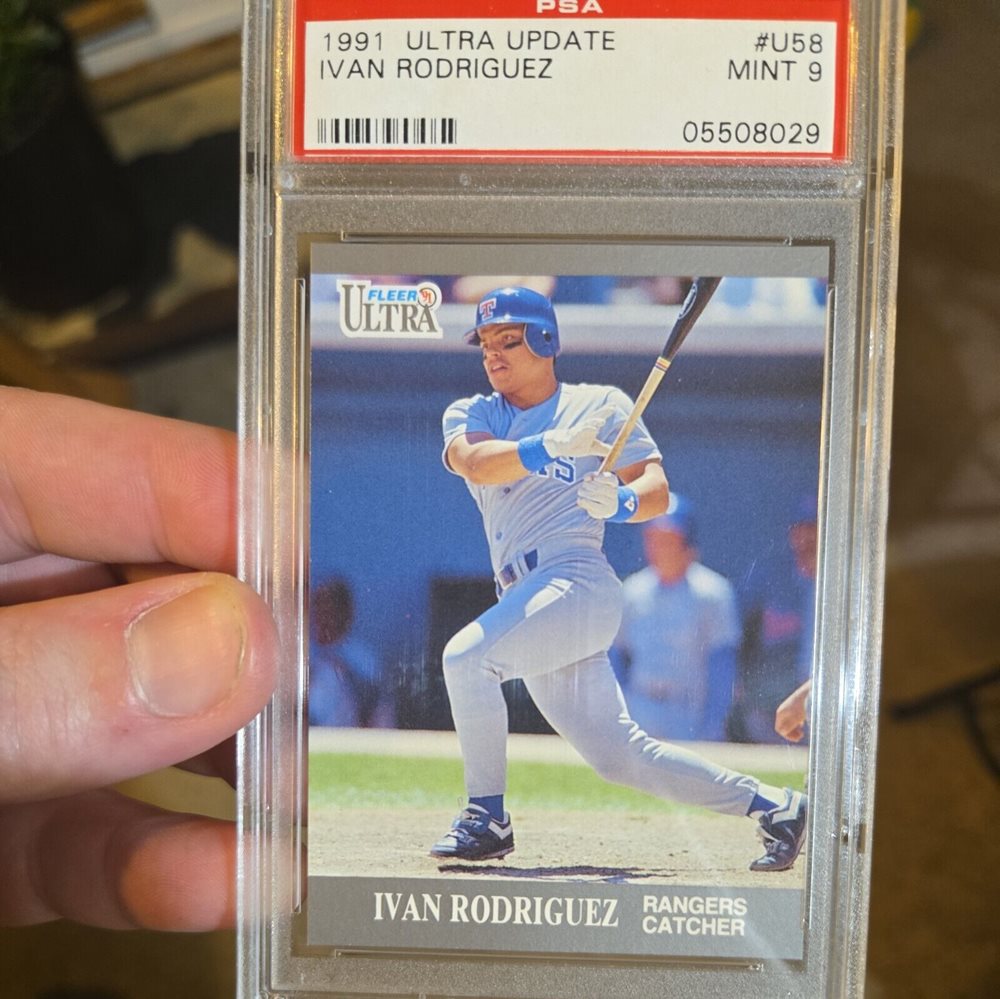 PSA
1991 ULTRA UPDATE #U58
IVAN RODRIGUEZ MINT 9
05508029
FLEER 91
ULTRA
T
IVAN RODRIGUEZ RANGERS
CATCHER